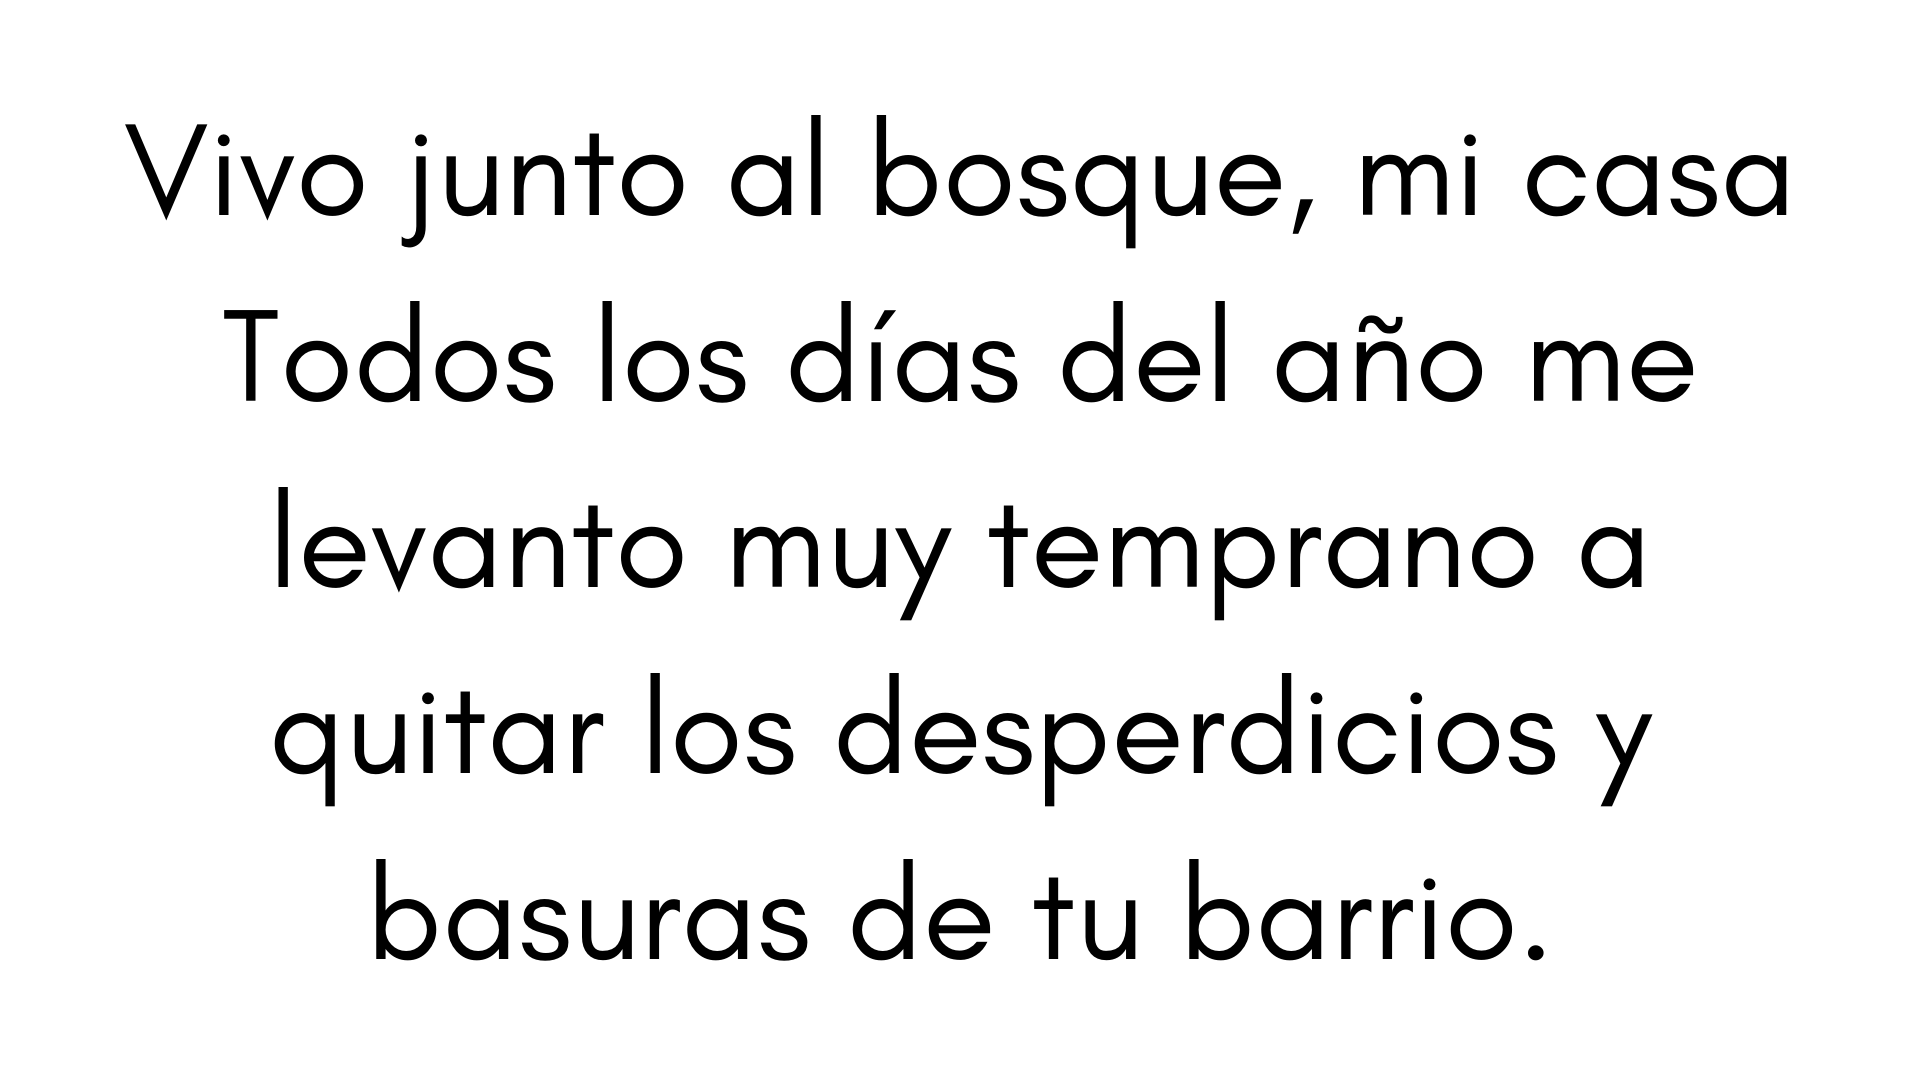 Vivo junto al bosque, mi casa
Todos los días del año me
levanto muy temprano a
quitar los desperdicios y
basuras de tu barrio.